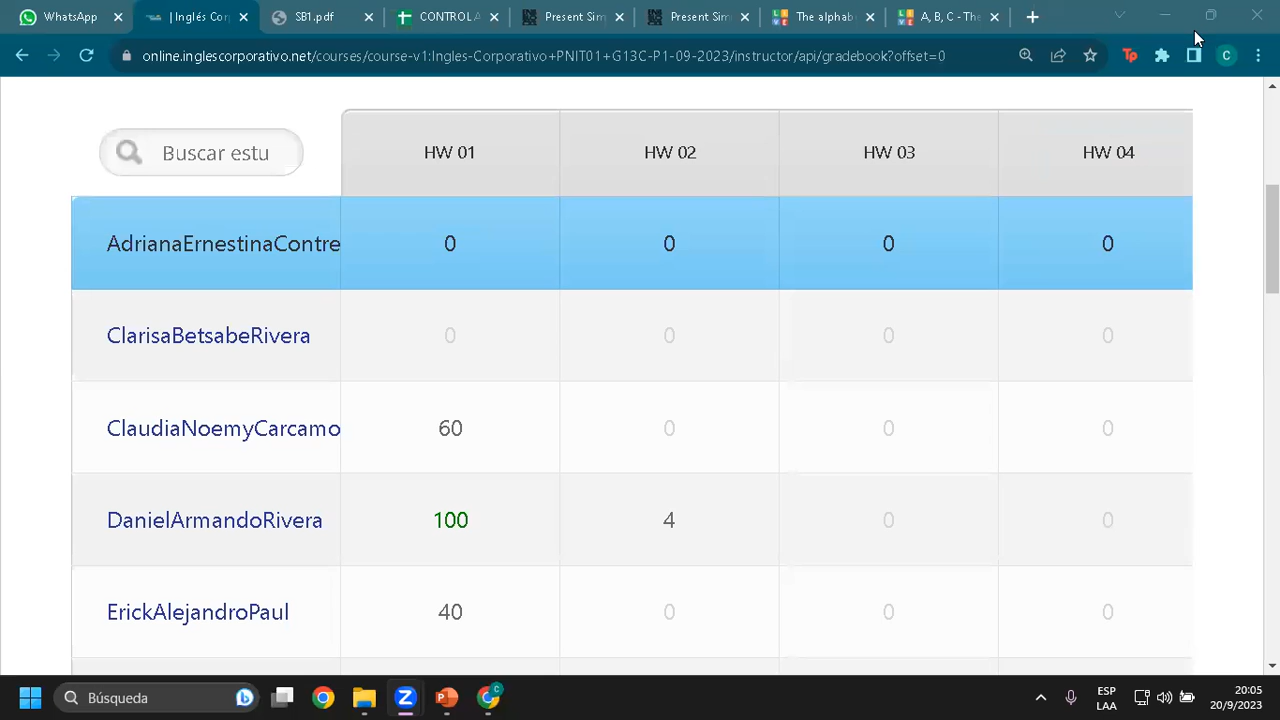 WhatsApp
| Inglés Cor
SB1.pdf
CONTROL A
Present Sim
Present Sim
The alphab
A, B, C - The
online.inglescorporativo.net/courses/course-v1:Ingles-Corporativo+PNIT01+G13C-P1-09-2023/instructor/api/gradebook?offset=0
C
Buscar estu
HW 01
HW 02
HW 03
HW 04
AdrianaErnestinaContre 0 0 0 0
ClarisaBetsabeRivera 0 0 0 0
ClaudiaNoemyCarcamo 60 0 0 0
DanielArmandoRivera 100 4 0 0
ErickAlejandroPaul 40 0 0 0
Búsqueda
C
ESP
LAA
20:05
20/9/2023